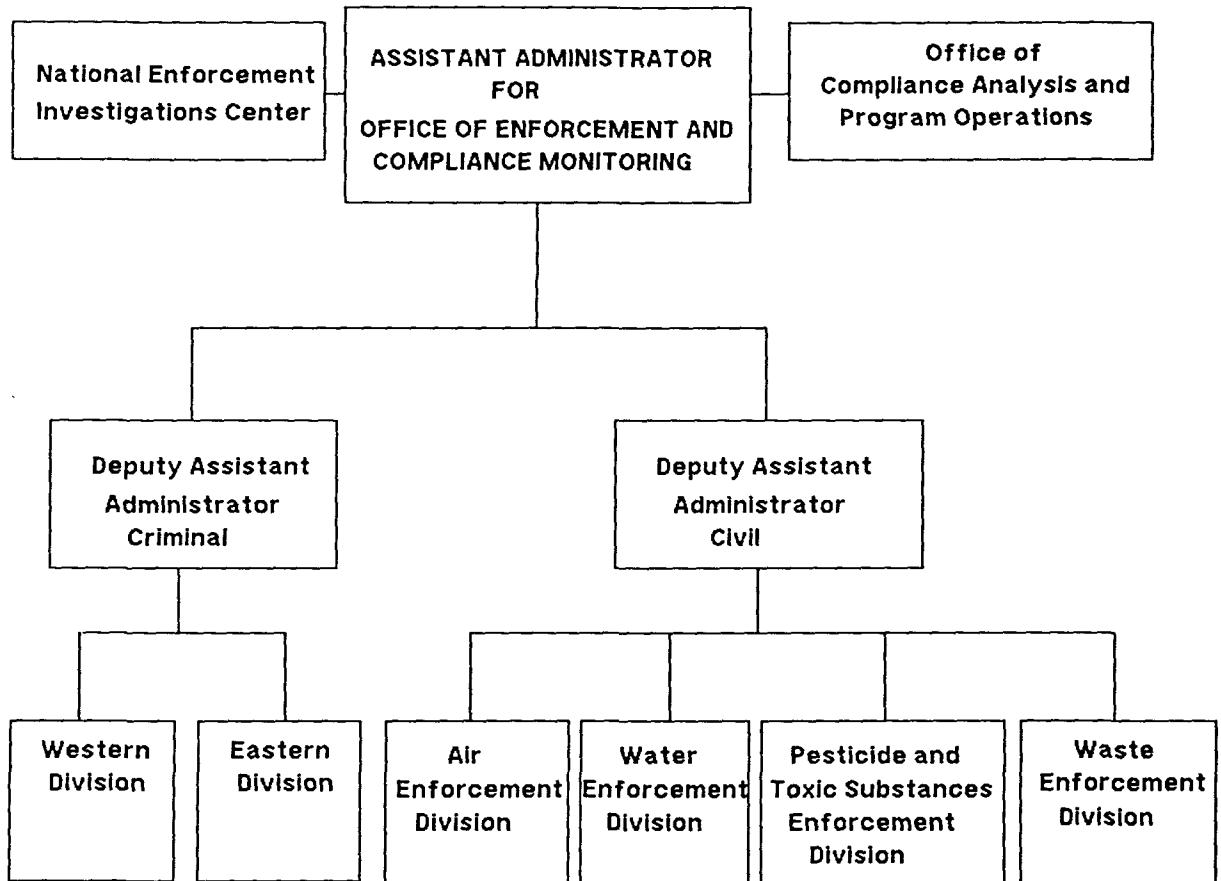 National Enforcement
Investigations Center
ASSISTANT ADMINISTRATOR
FOR
OFFICE OF ENFORCEMENT AND
COMPLIANCE MONITORING
Office of
Compliance Analysis and
Program Operations
Deputy Assistant
Administrator
Criminal
Deputy Assistant
Administrator
Civil
Western
Division
Eastern
Division
Air
Enforcement
Division
Water
Enforcement
Division
Pesticide and
Toxic Substances
Enforcement
Division
Waste
Enforcement
Division